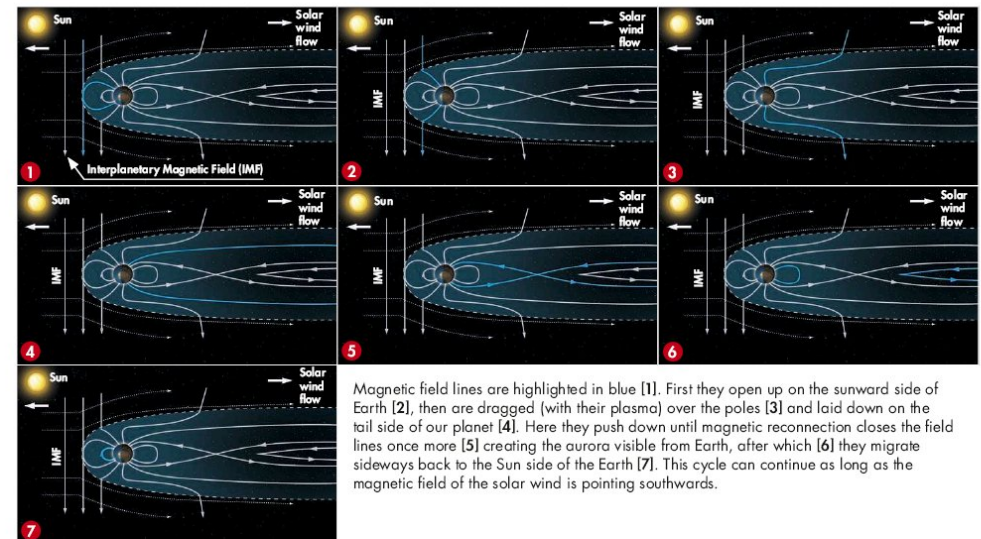 Sun
Solar
wind
flow
Interplanetary Magnetic Field (IMF)
1
Sun
Solar
wind
flow
IMF
2
Sun
Solar
wind
flow
IMF
3
Sun
Solar
wind
flow
IMF
4
Sun
Solar
wind
flow
IMF
5
Sun
Solar
wind
flow
IMF
6
Sun
Solar
wind
flow
IMF
7
Magnetic field lines are highlighted in blue [1]. First they open up on the sunward side of
Earth [2], then are dragged (with their plasma) over the poles [3] and laid down on the
tail side of our planet [4]. Here they push down until magnetic reconnection closes the field
lines once more [5] creating the aurora visible from Earth, after which [6] they migrate
sideways back to the Sun side of the Earth [7]. This cycle can continue as long as the
magnetic field of the solar wind is pointing southwards.